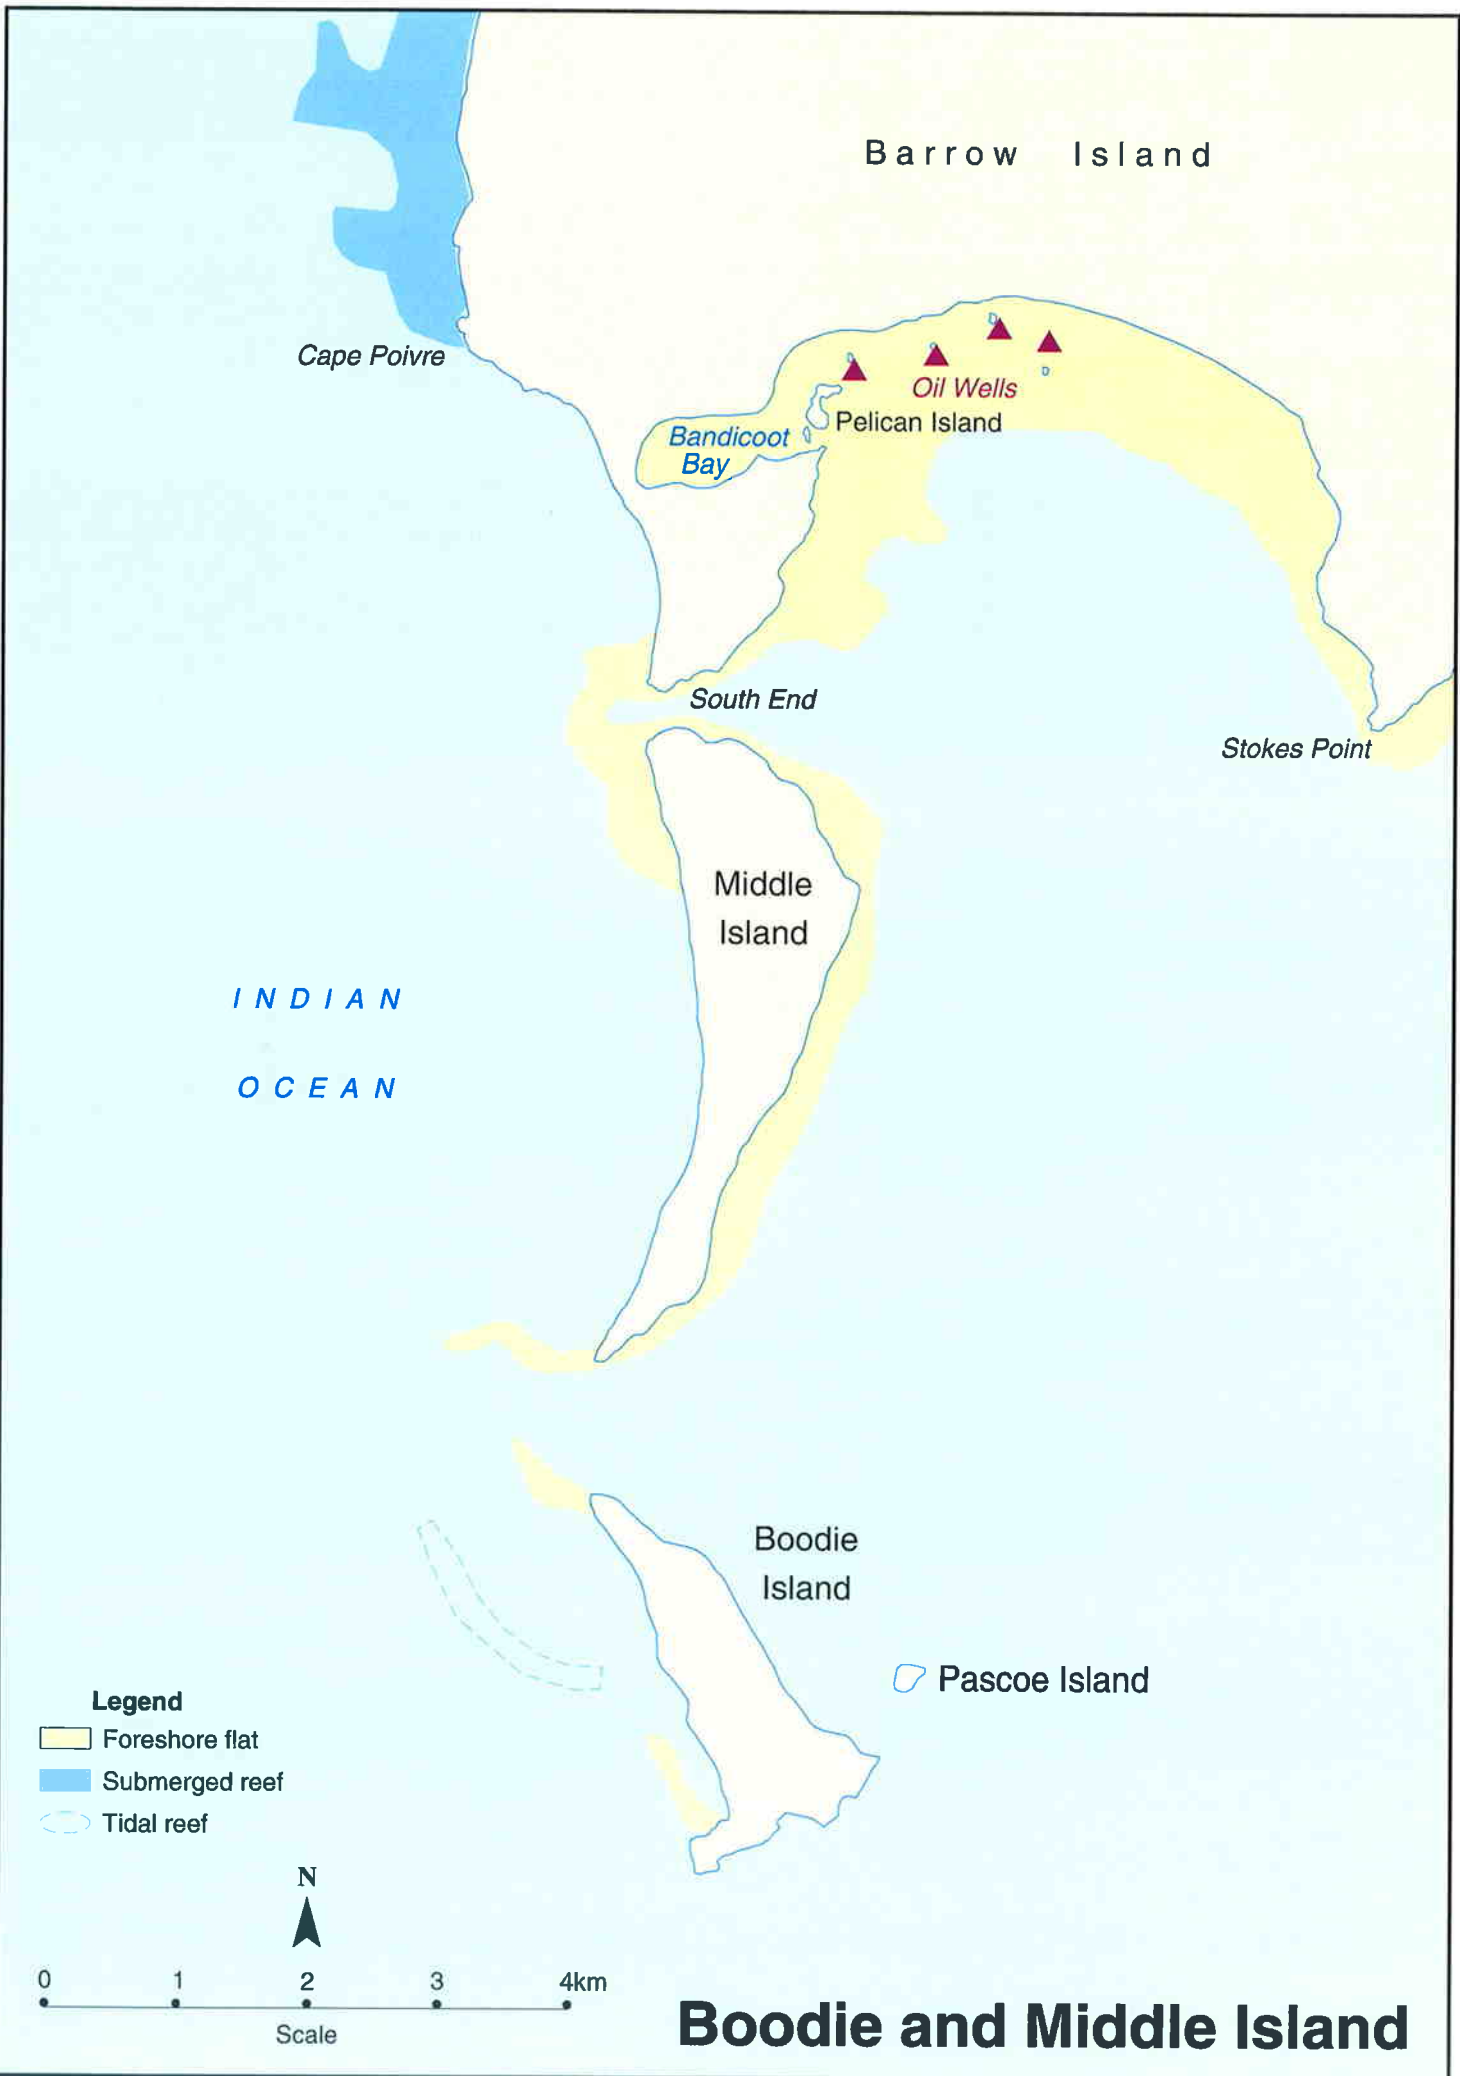 Barrow Island
Cape Poivre
Oil Wells
Pelican Island
Bandicoot
Bay
South End
Stokes Point
Middle
Island
INDIAN
OCEAN
Boodie
Island
Pascoe Island
Legend
Foreshore flat
Submerged reef
Tidal reef
N
0 1 2 3 4km
Scale
Boodie and Middle Island